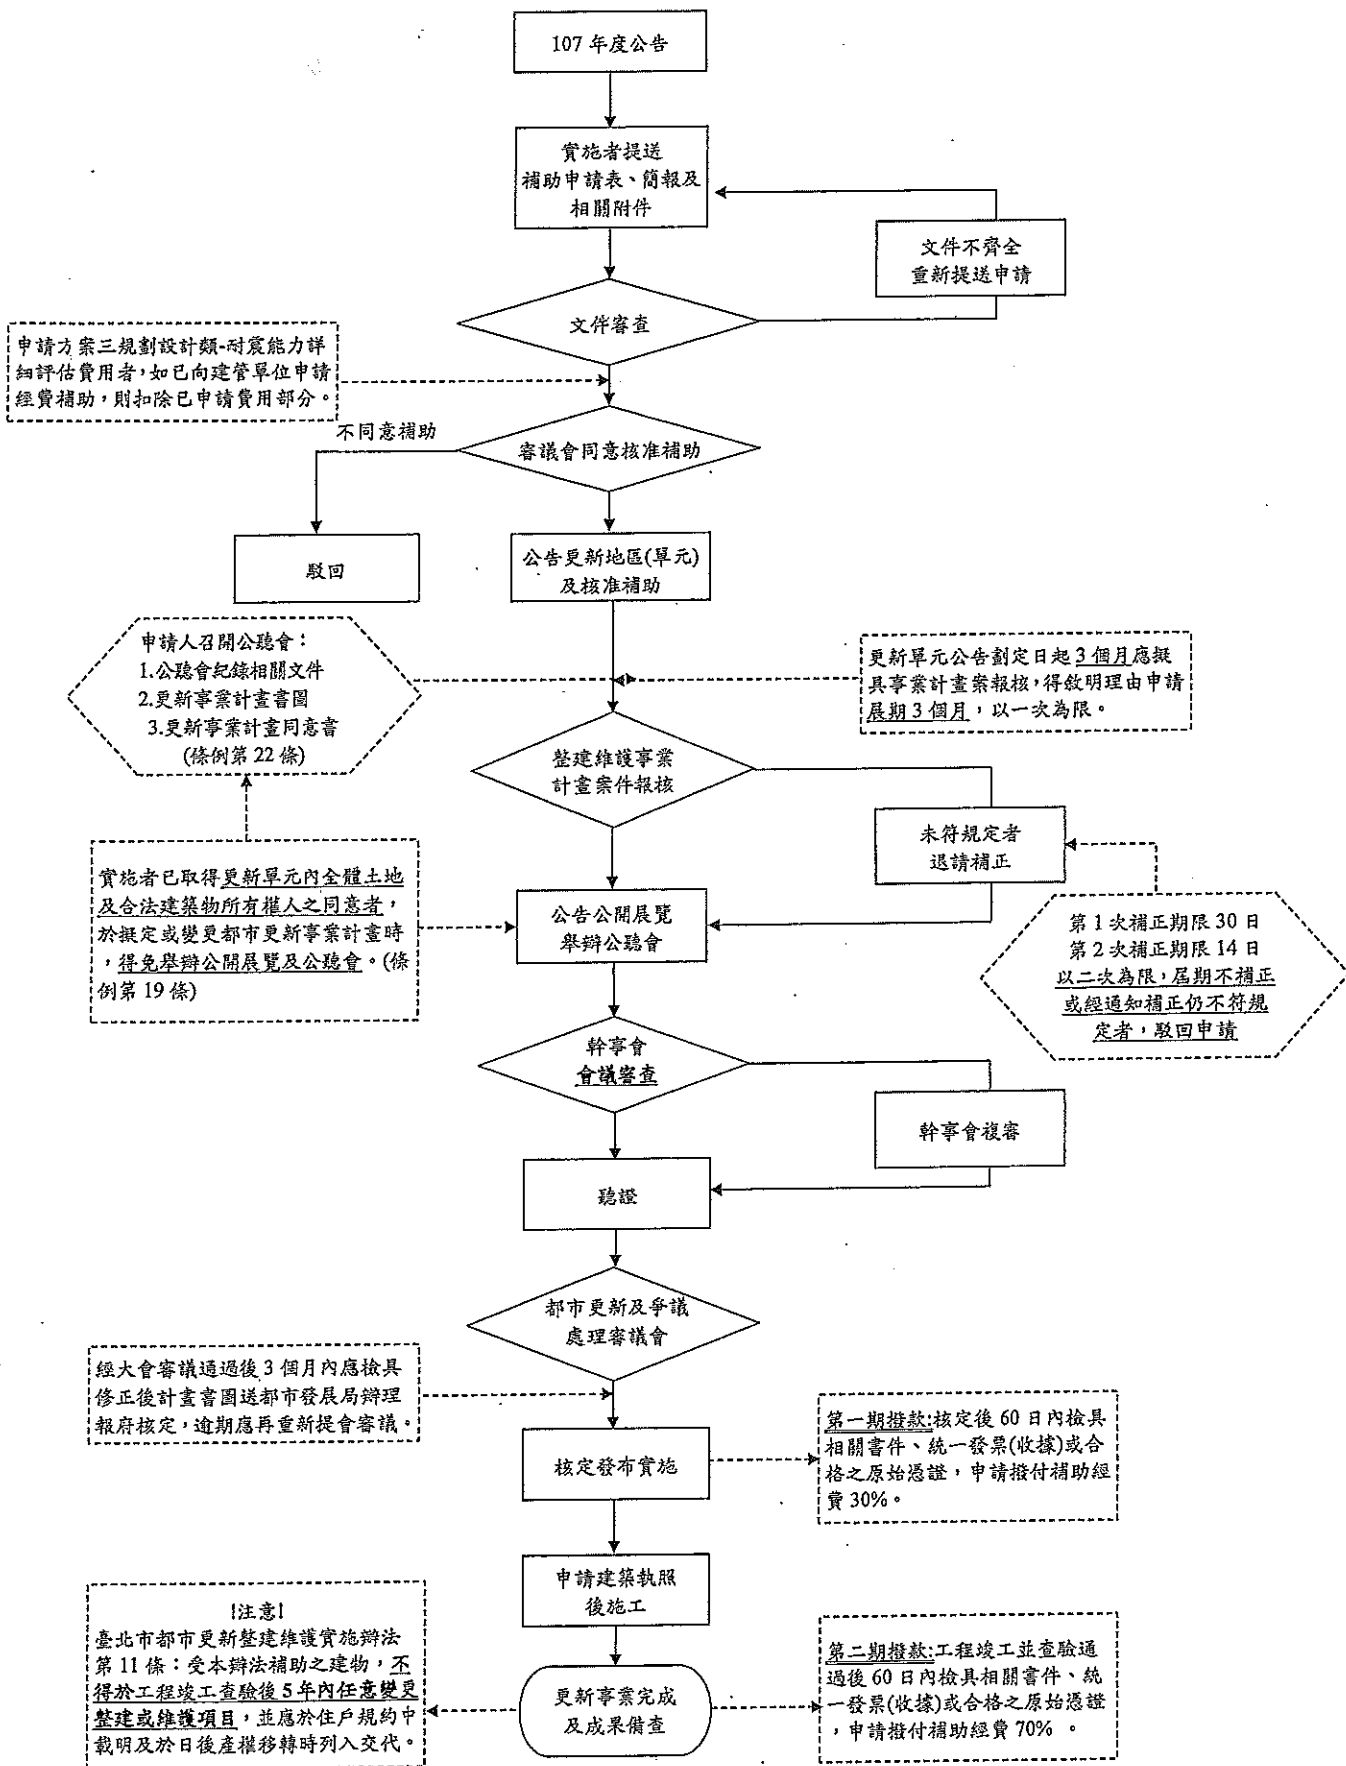 107 年度公告
實施者提送
補助申請表、簡報及
相關附件
文件不齊全
重新提送申請
文件審查
申請方案三規劃設計類-耐震能力詳
細評估費用者,如已向建管單位申請
經費補助,則扣除已申請費用部分。
不同意補助
審議會同意核准補助
駁回
公告更新地區(單元)
及核准補助
申請人召開公聽會:
1.公聽會紀錄相關文件
2.更新事業計畫書圖
3.更新事業計畫同意書
(條例第 22 條)
更新單元公告劃定日起 3 個月應擬
具事業計畫案報核,得敘明理由申請
展期 3 個月,以一次為限。
整建維護事業
計畫案件報核
未符規定者
退請補正
實施者已取得更新單元內全體土地
及合法建築物所有權人之同意者,
於擬定或變更都市更新事業計畫時
,得免舉辦公開展覽及公聽會。(條
例第 19 條)
公告公開展覽
舉辦公聽會
第 1 次補正期限 30 日
第 2 次補正期限 14 日
以二次為限,屆期不補正
或經通知補正仍不符規
定者,駁回申請
幹事會
會議審查
幹事會複審
聽證
都市更新及爭議
處理審議會
經大會審議通過後 3 個月內應檢具
修正後計畫書圖送都市發展局辦理
報府核定,逾期應再重新提會審議。
核定發布實施
第一期撥款:核定後 60 日內檢具
相關書件、統一發票(收據)或合
格之原始憑證,申請撥付補助經
費 30%。
申請建築執照
後施工
!注意!
臺北市都市更新整建維護實施辦法
第 11 條:受本辦法補助之建物,不
得於工程竣工查驗後 5 年內任意變更
整建或維護項目,並應於住戶規約中
載明及於日後產權移轉時列入交代。
更新事業完成
及成果備查
第二期撥款:工程竣工並查驗通
過後 60 日內檢具相關書件、統
一發票(收據)或合格之原始憑證
,申請撥付補助經費 70% 。